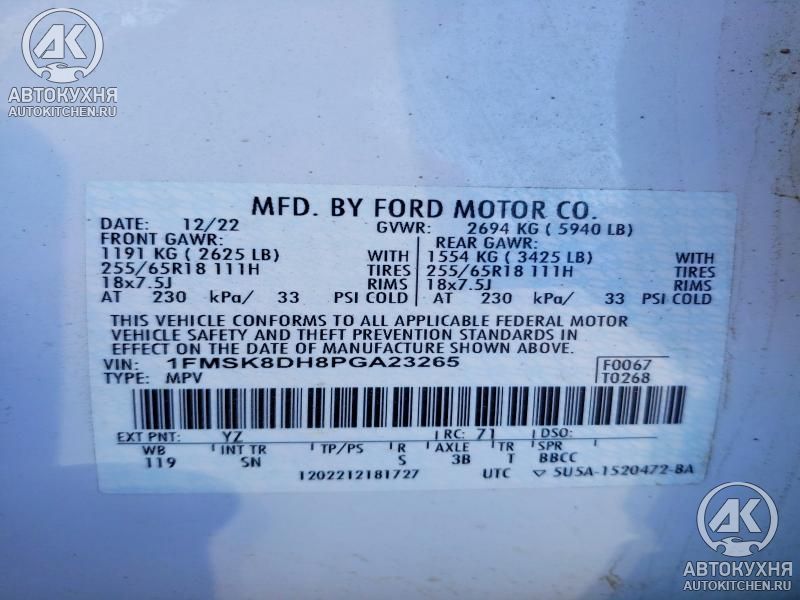 AK
АВТОКУХНЯ
AUTOKITCHEN.RU
MFD. BY FORD MOTOR CO.
DATE: 12/22 GVWR: 2694 KG ( 5940 LB)
FRONT GAWR: REAR GAWR:
1191 KG ( 2625 LB) WITH 1554 KG ( 3425 LB) WITH
255/65R18 111H TIRES 255/65R18 111H TIRES
18x7.5J RIMS 18x7.5J RIMS
AT 230 kPa/ 33 PSI COLD AT 230 kPa/ 33 PSI COLD
THIS VEHICLE CONFORMS TO ALL APPLICABLE FEDERAL MOTOR
VEHICLE SAFETY AND THEFT PREVENTION STANDARDS IN
EFFECT ON THE DATE OF MANUFACTURE SHOWN ABOVE.
VIN: 1FMSK8DH8PGA23265 F0067
TYPE: MPV T0268
EXT PNT: YZ RC: 71 DSO:
WB INT TR TP/PS R AXLE TR SPR
119 SN S 3B T BBCC
1202212181727 UTC ▽ 5U5A-1520472-BA
AK
АВТОКУХНЯ
AUTOKITCHEN.RU